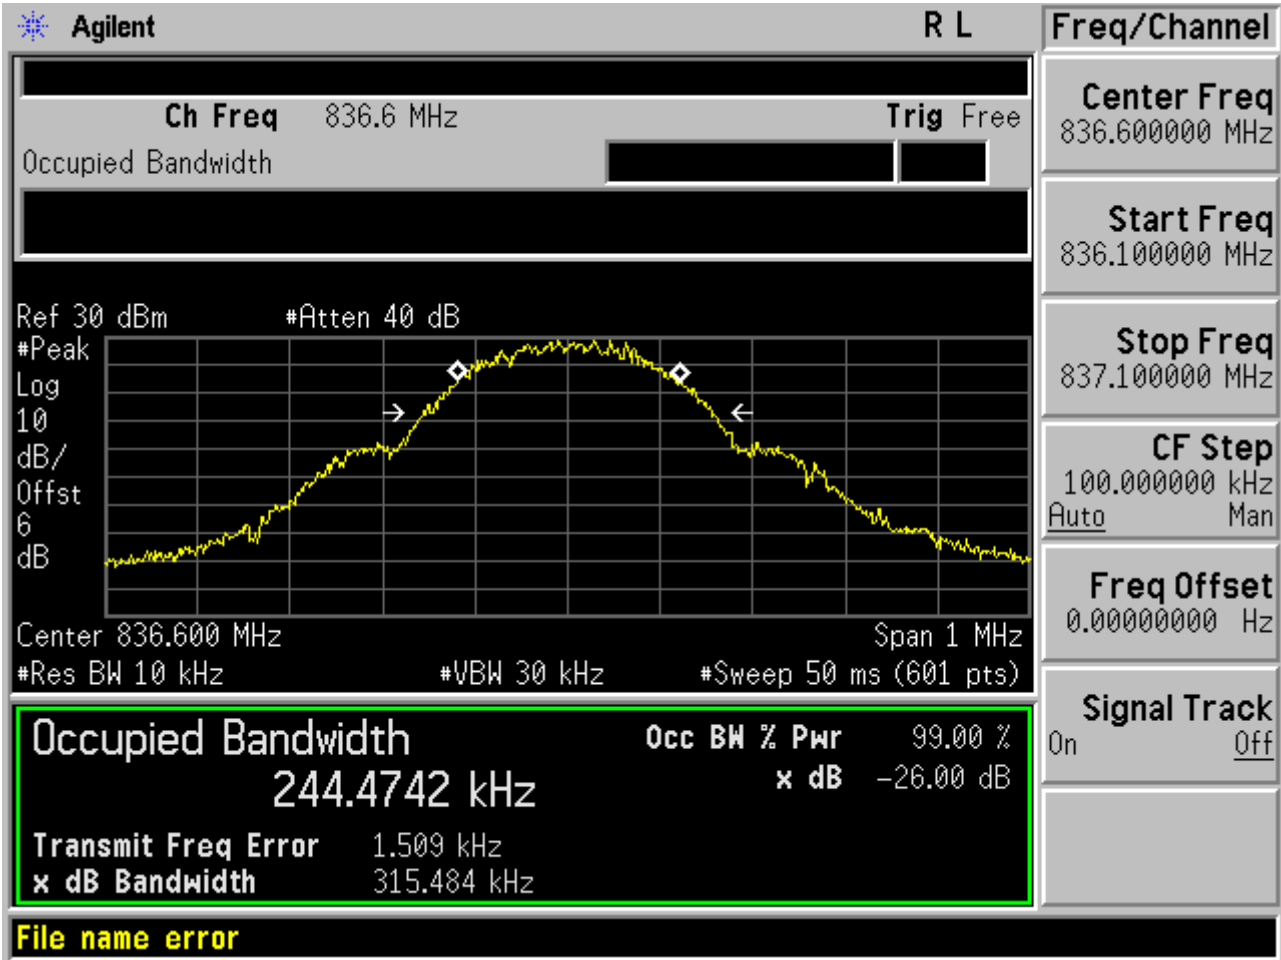 Agilent R L Freq/Channel
Ch Freq 836.6 MHz Trig Free
Occupied Bandwidth
Center Freq
836.600000 MHz
Start Freq
836.100000 MHz
Stop Freq
837.100000 MHz
CF Step
100.000000 kHz
Auto Man
Freq Offset
0.00000000 Hz
Signal Track
On Off
Ref 30 dBm #Atten 40 dB
#Peak
Log
10
dB/
Offst
6
dB
Center 836.600 MHz Span 1 MHz
#Res BW 10 kHz #VBW 30 kHz #Sweep 50 ms (601 pts)
Occupied Bandwidth Occ BW % Pwr 99.00 %
244.4742 kHz x dB -26.00 dB
Transmit Freq Error 1.509 kHz
x dB Bandwidth 315.484 kHz
File name error